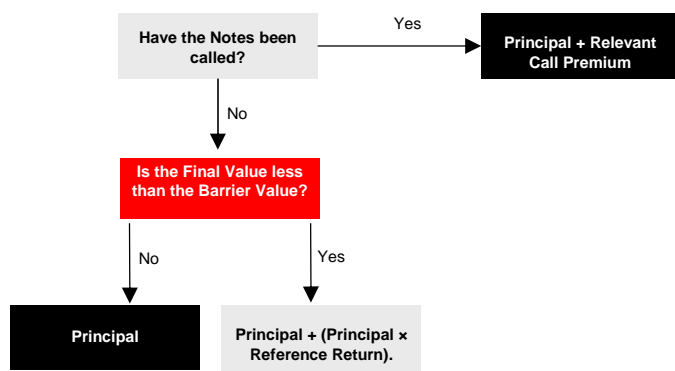 Have the Notes been
called?
Yes
Principal + Relevant
Call Premium
No
Is the Final Value less
than the Barrier Value?
No
Yes
Principal
Principal + (Principal ×
Reference Return).